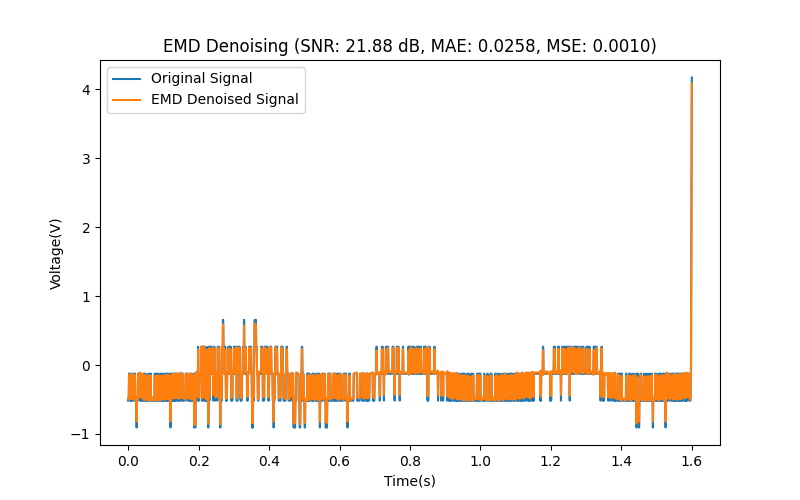 EMD Denoising (SNR: 21.88 dB, MAE: 0.0258, MSE: 0.0010)
Original Signal
EMD Denoised Signal
4
3
2
1
0
−1
Voltage(V)
0.0 0.2 0.4 0.6 0.8 1.0 1.2 1.4 1.6
Time(s)